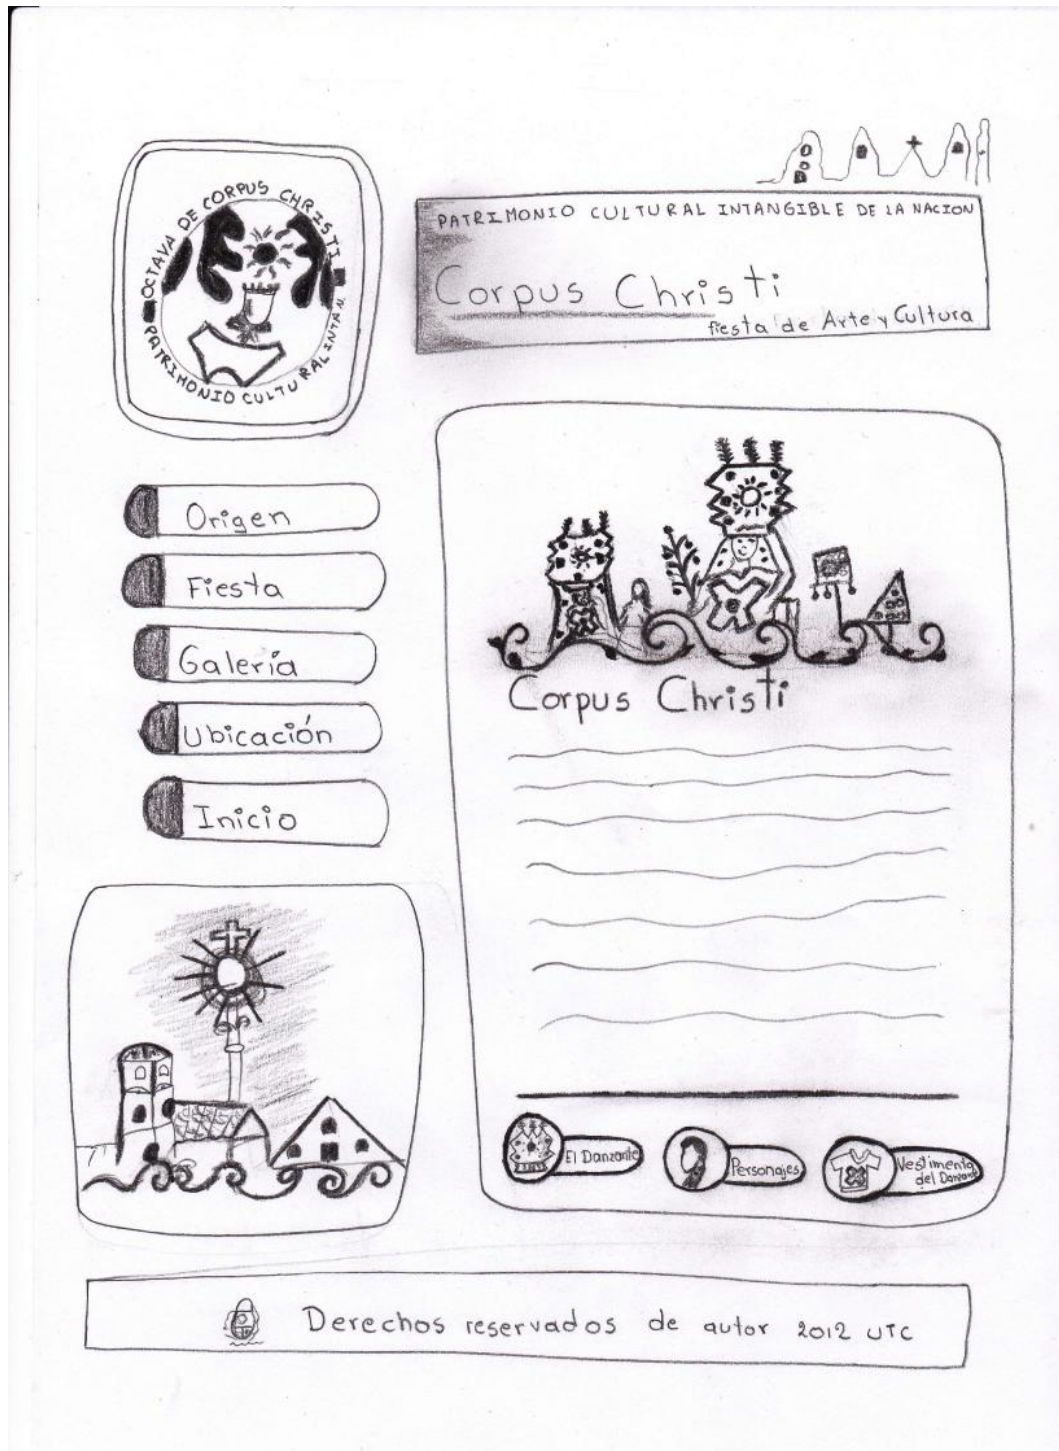 OCTAVA DE CORPUS CHRISTI
PATRIMONIO CULTURAL INTAN.
PATRIMONIO CULTURAL INTANGIBLE DE LA NACION
Corpus Christi
fiesta de Arte y Cultura
Origen
Fiesta
Galería
Ubicación
Inicio
Corpus Christi
El Danzante
Personajes
Vestimenta
del Danzante
Derechos reservados de autor 2012 UTC